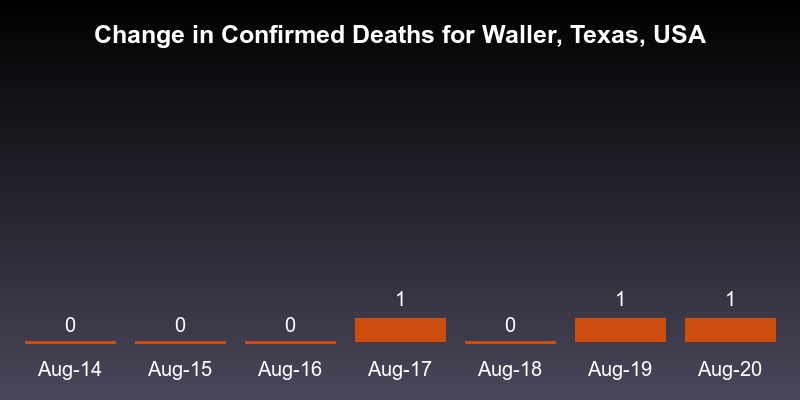 Change in Confirmed Deaths for Waller, Texas, USA
0 0 0 1 0 1 1
Aug-14 Aug-15 Aug-16 Aug-17 Aug-18 Aug-19 Aug-20